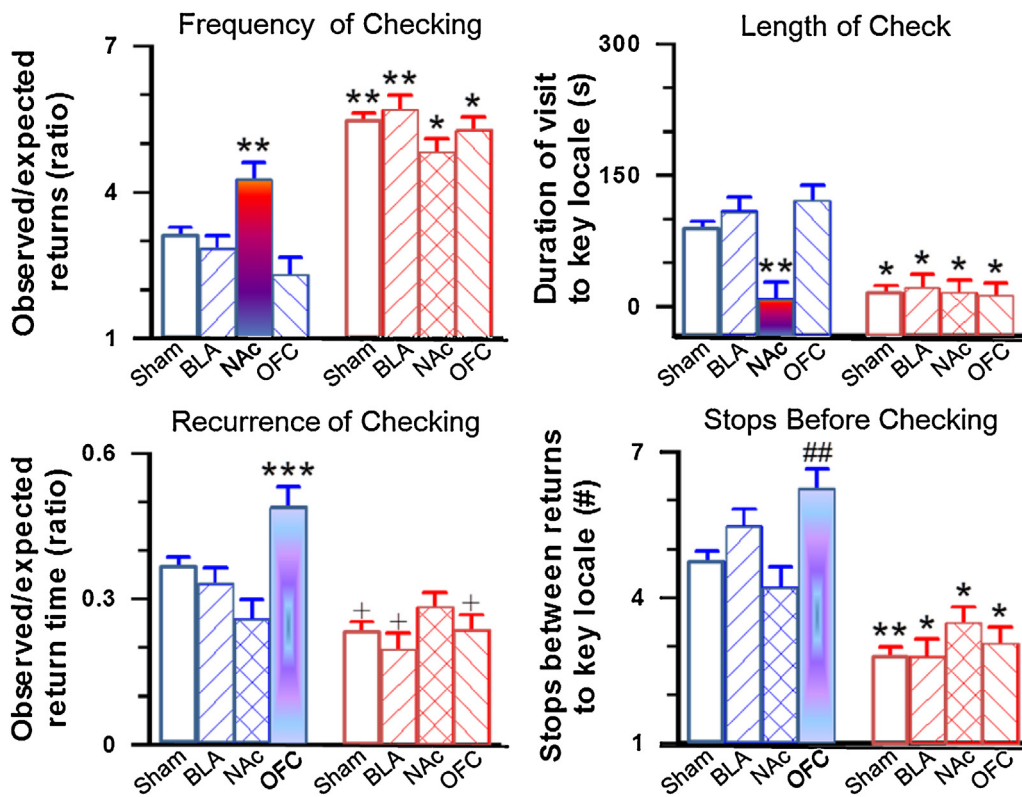 Frequency of Checking
Observed/expected
returns (ratio)
7
4
1
**
**
**
*
*
Sham
BLA
NAc
OFC
Sham
BLA
NAc
OFC
Length of Check
Duration of visit
to key locale (s)
300
150
0
**
*
*
*
*
Sham
BLA
NAc
OFC
Sham
BLA
NAc
OFC
Recurrence of Checking
Observed/expected
return time (ratio)
0.6
0.3
0
***
+
+
+
Sham
BLA
NAc
OFC
Sham
BLA
NAc
OFC
Stops Before Checking
Stops between returns
to key locale (#)
7
4
1
##
**
*
*
*
Sham
BLA
NAc
OFC
Sham
BLA
NAc
OFC